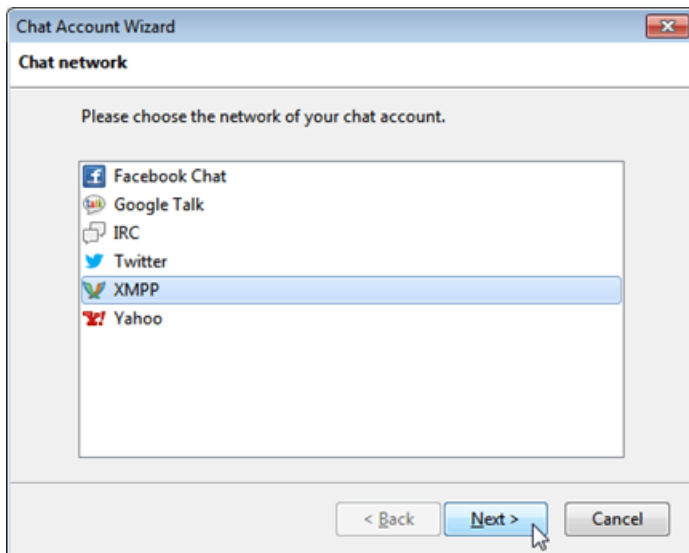 Chat Account Wizard
Chat network
Please choose the network of your chat account.
Facebook Chat
Google Talk
IRC
Twitter
XMPP
Yahoo
< Back
Next >
Cancel